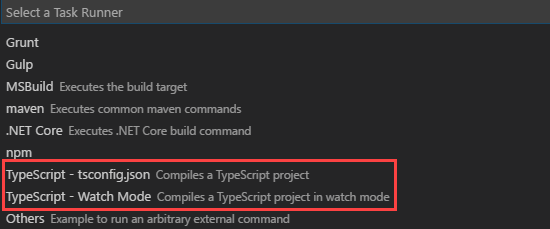 Select a Task Runner
Grunt
Gulp
MSBuild Executes the build target
maven Executes common maven commands
.NET Core Executes .NET Core build command
npm
TypeScript - tsconfig.json Compiles a TypeScript project
TypeScript - Watch Mode Compiles a TypeScript project in watch mode
Others Example to run an arbitrary external command